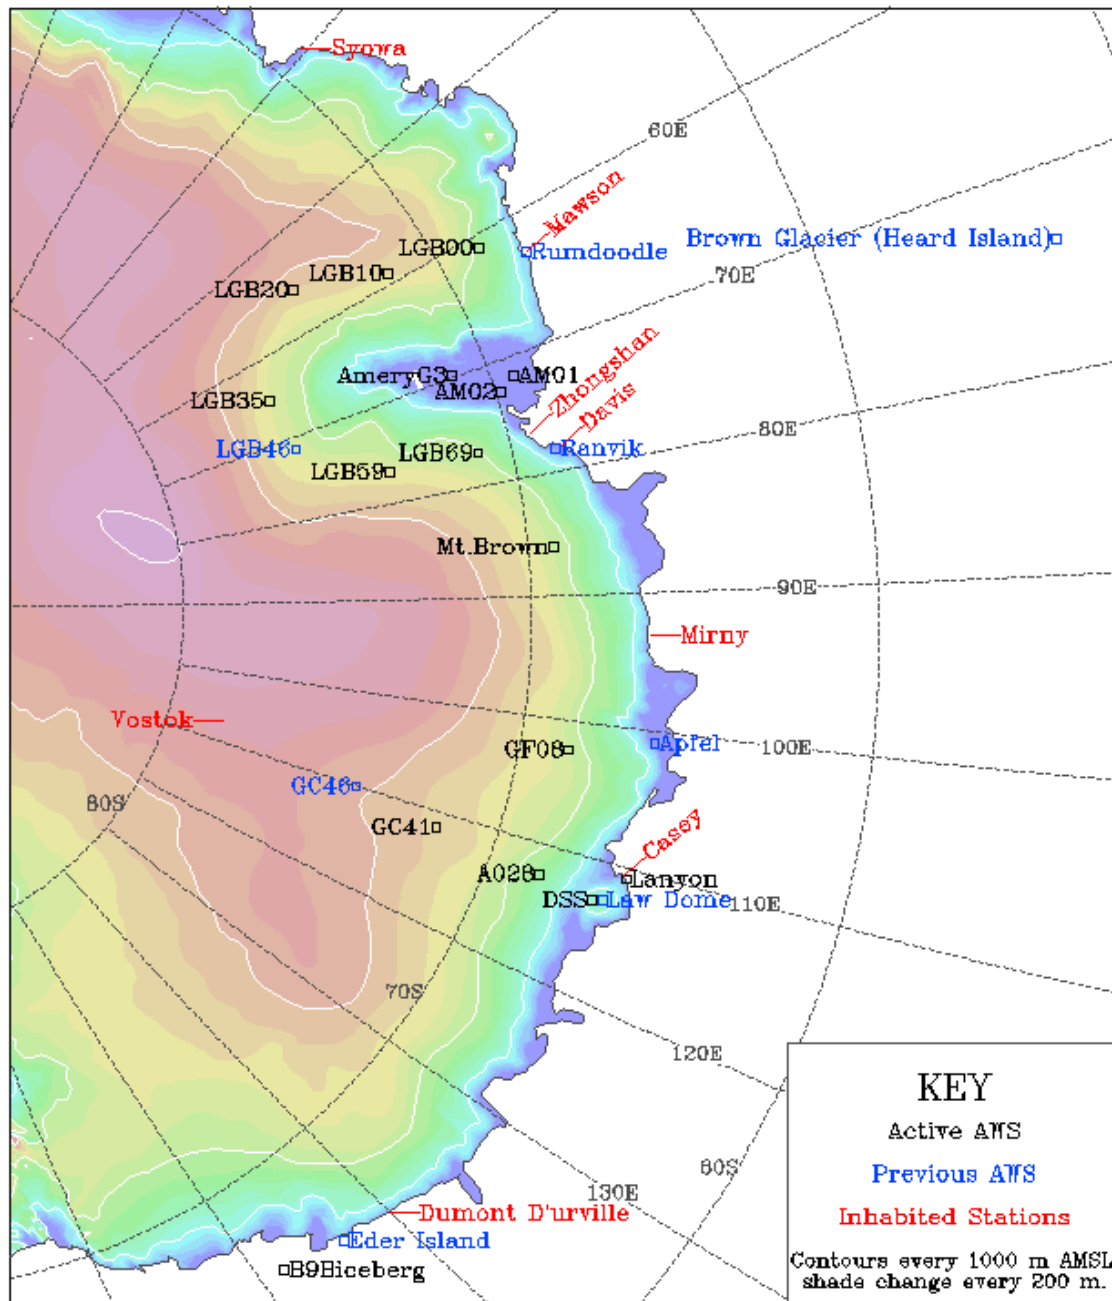 Syowa
60E
Mawson
LGB00
Rumdoodle
Brown Glacier (Heard Island)
LGB10
70E
LGB20
Zhongshan
AmeryG3
AM01
AM02
Davis
LGB35
80E
LGB46
LGB69
Ranvik
LGB59
Mt.Brown
90E
Mirny
Vostok
GF08
Apfel
100E
GC46
80S
GC41
Casey
A028
Lanyon
DSS
Law Dome
110E
70S
120E
60S
130E
Dumont D'urville
Eder Island
B9Biceberg
KEY
Active AWS
Previous AWS
Inhabited Stations
Contours every 1000 m AMSL
shade change every 200 m.